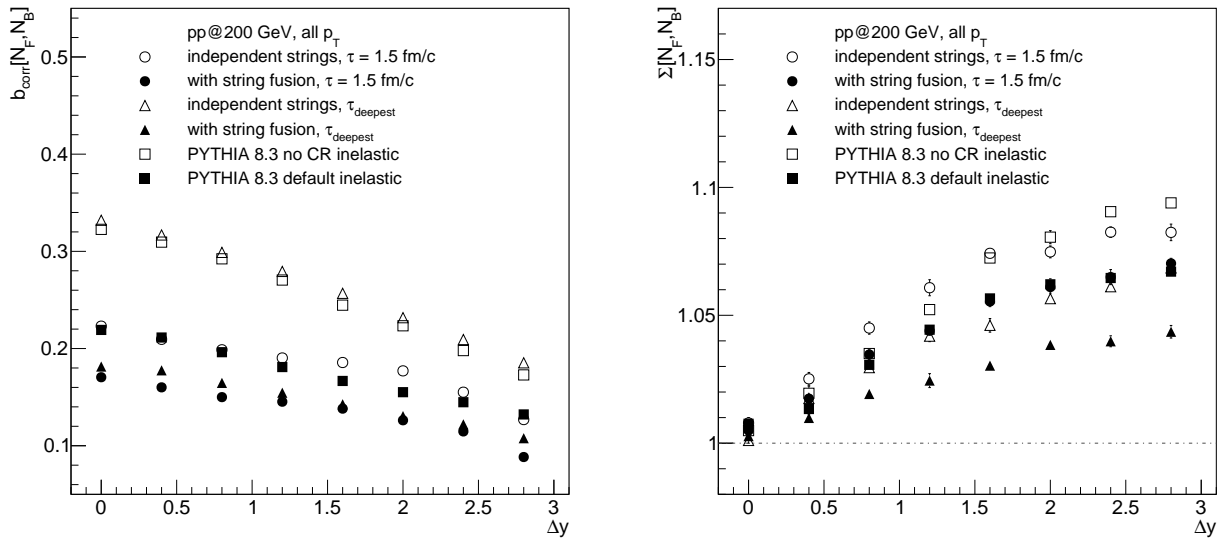 b_corr[N_F, N_B]
pp@200 GeV, all p_T
independent strings, τ = 1.5 fm/c
with string fusion, τ = 1.5 fm/c
independent strings, τ_deepest
with string fusion, τ_deepest
PYTHIA 8.3 no CR inelastic
PYTHIA 8.3 default inelastic
0.5
0.4
0.3
0.2
0.1
0 0.5 1 1.5 2 2.5 3
Δy
Σ[N_F, N_B]
pp@200 GeV, all p_T
independent strings, τ = 1.5 fm/c
with string fusion, τ = 1.5 fm/c
independent strings, τ_deepest
with string fusion, τ_deepest
PYTHIA 8.3 no CR inelastic
PYTHIA 8.3 default inelastic
1.15
1.1
1.05
1
0 0.5 1 1.5 2 2.5 3
Δy